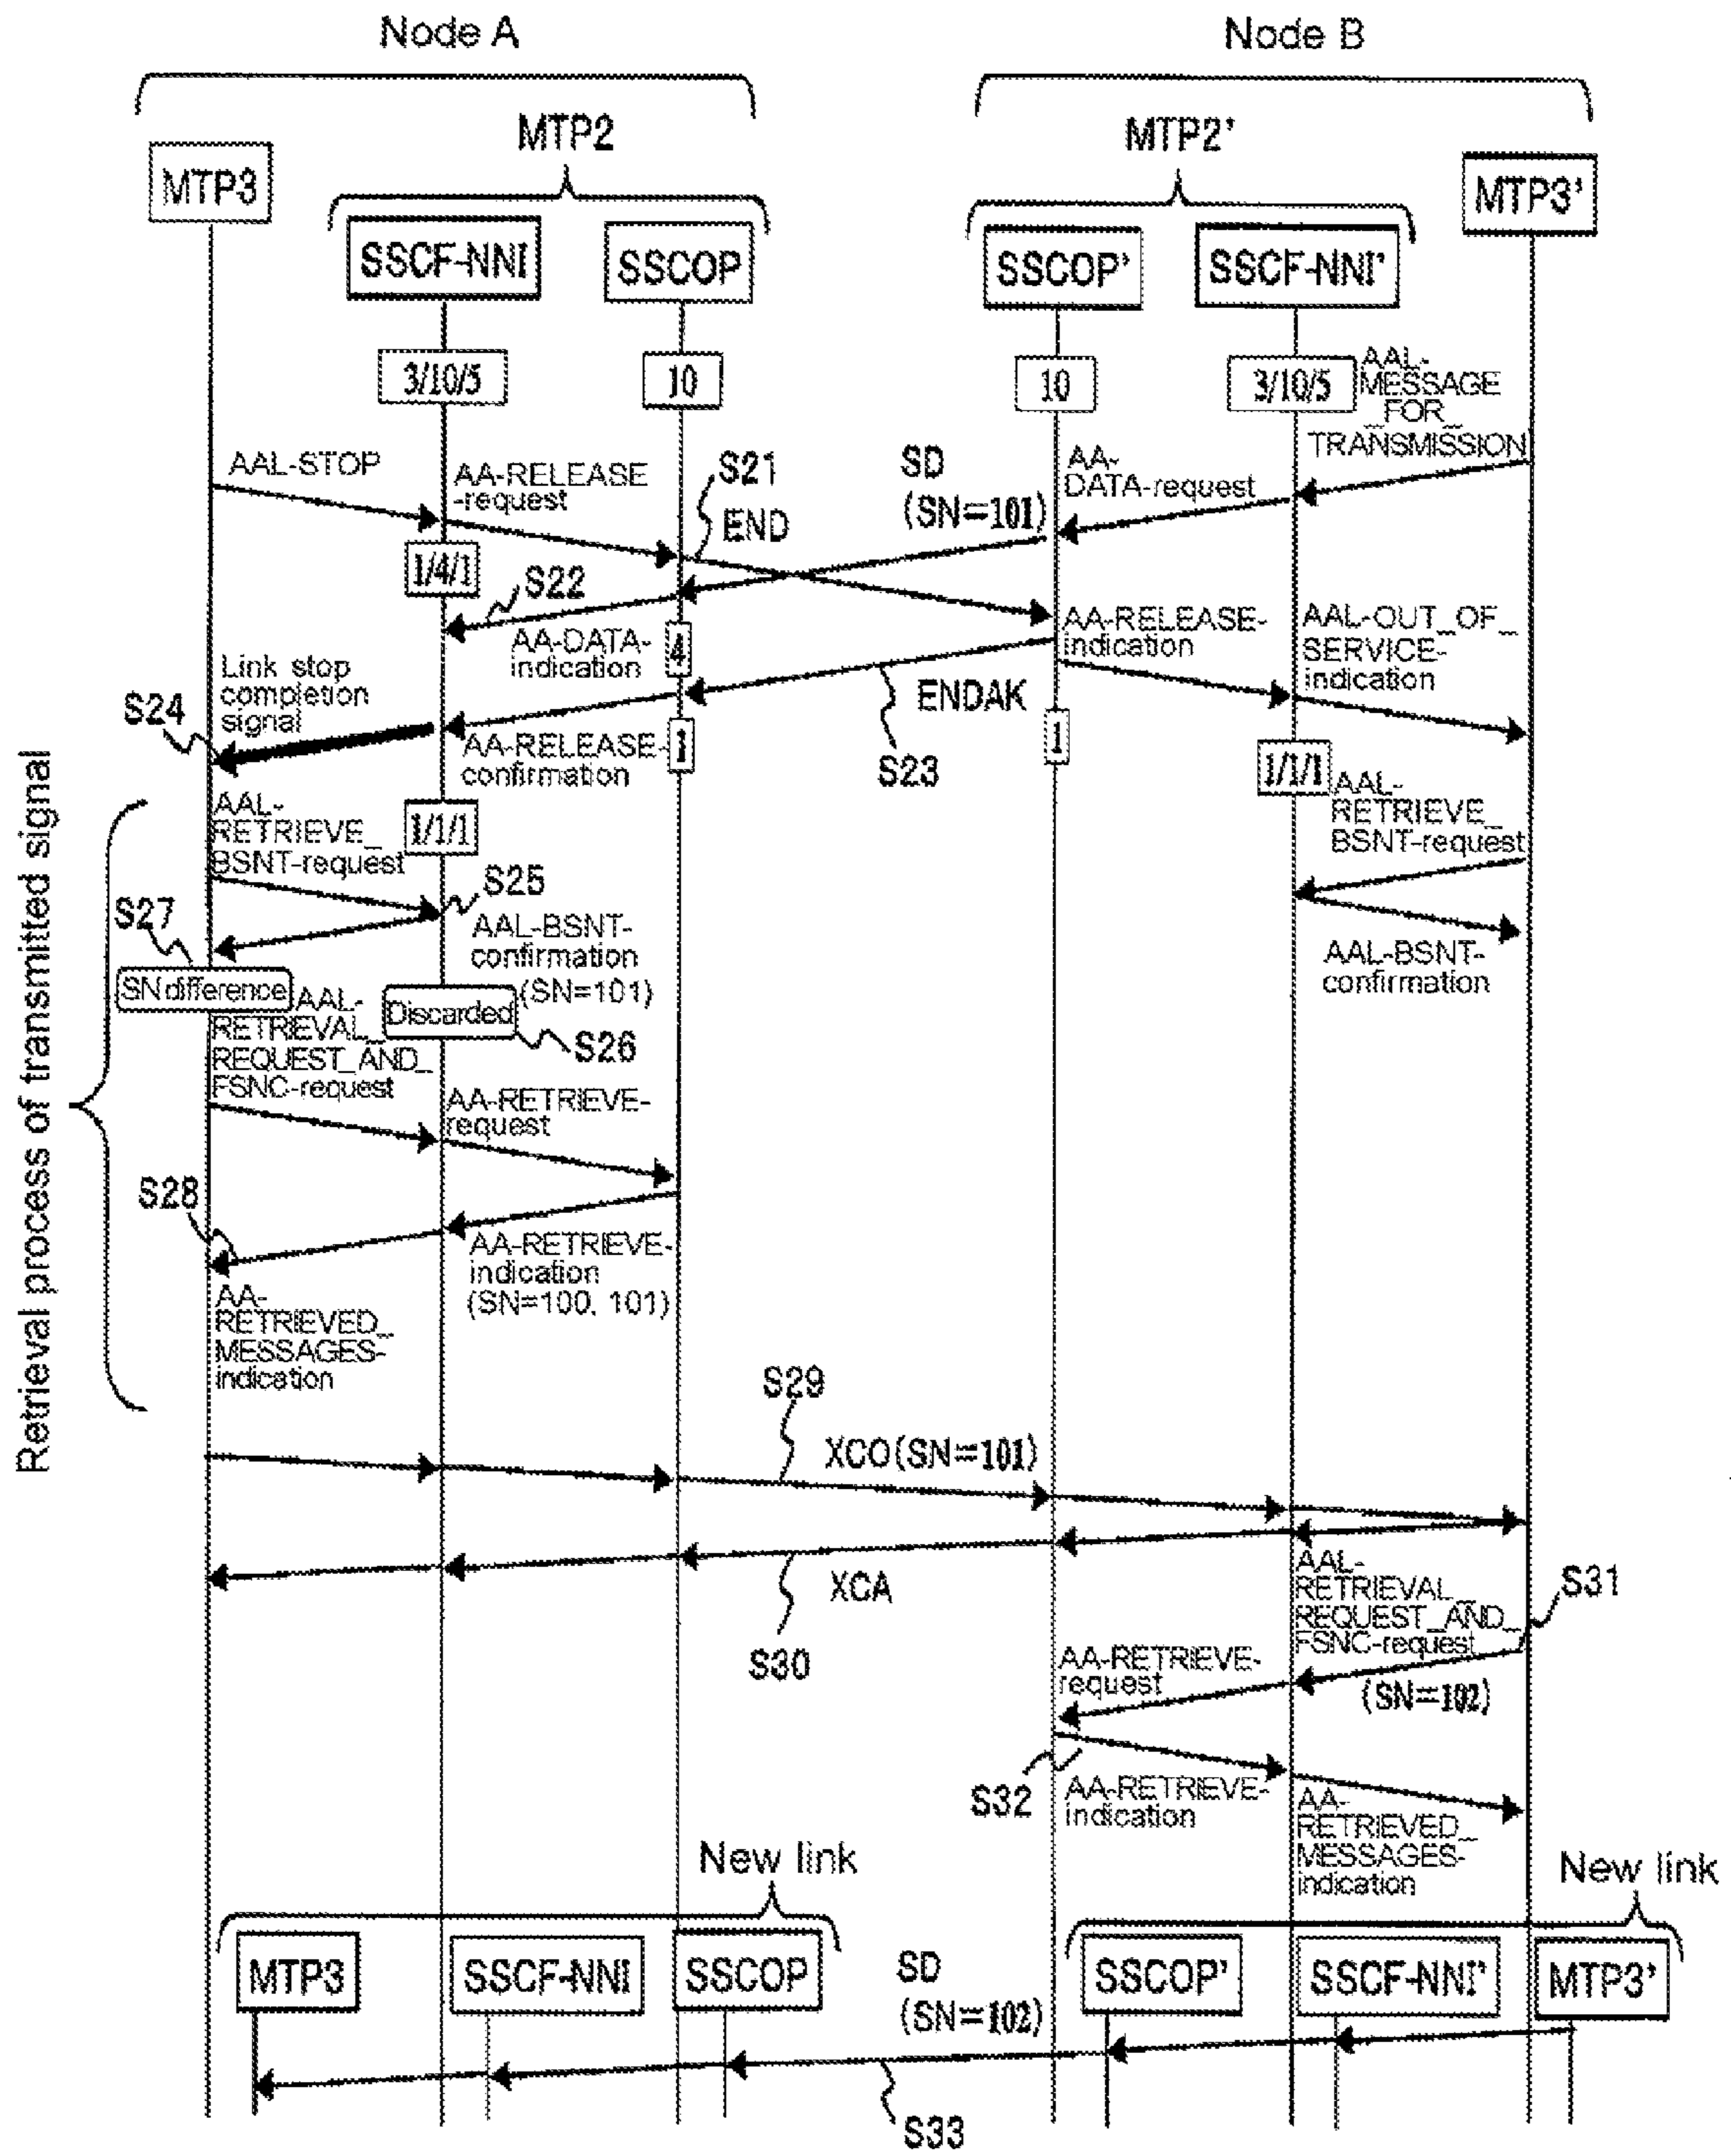 Node A
Node B
MTP2
MTP2'
MTP3
MTP3'
SSCF-NNI
SSCOP
SSCOP'
SSCF-NNI'
3/10/5
10
10
3/10/5
AAL-
MESSAGE
_FOR_
TRANSMISSION
AAL-STOP
AA-RELEASE
-request
S21
END
SD
(SN=101)
AA-
DATA-request
1/4/1
S22
AA-DATA-
indication
4
AA-RELEASE-
indication
AAL-OUT_OF_
SERVICE-
indication
Link stop
completion
signal
S24
ENDAK
AA-RELEASE-
confirmation
1
S23
1
1/1/1
AAL-
RETRIEVE_
BSNT-request
Retrieval process of transmitted signal
AAL-
RETRIEVE_
BSNT-request
1/1/1
S25
S27
AAL-BSNT-
confirmation
(SN=101)
AAL-BSNT-
confirmation
SN difference
Discarded
S26
AAL-
RETRIEVAL_
REQUEST_AND_
FSNC-request
AA-RETRIEVE-
request
S28
AA-RETRIEVE-
indication
(SN=100, 101)
AA-
RETRIEVED_
MESSAGES-
indication
S29
XCO(SN=101)
XCA
S30
AAL-
RETRIEVAL_
REQUEST_AND_
FSNC-request
S31
AA-RETRIEVE-
request
(SN=102)
S32
AA-RETRIEVE-
indication
AA-
RETRIEVED_
MESSAGES-
indication
New link
New link
MTP3
SSCF-NNI
SSCOP
SD
(SN=102)
SSCOP'
SSCF-NNI'
MTP3'
S33